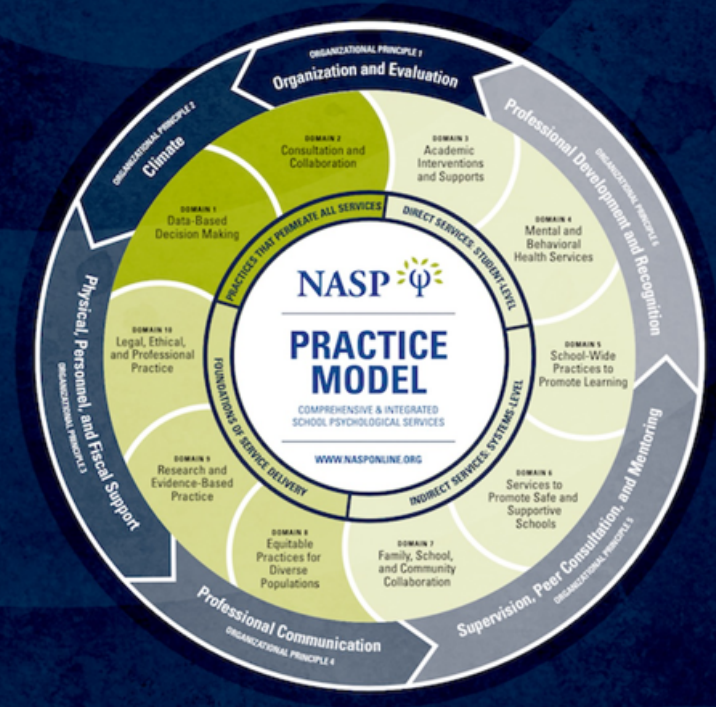 ORGANIZATIONAL PRINCIPLE 1
Organization and Evaluation
ORGANIZATIONAL PRINCIPLE 2
Climate
Professional Development and Recognition
ORGANIZATIONAL PRINCIPLE 6
Physical, Personnel, and Fiscal Support
ORGANIZATIONAL PRINCIPLE 3
Supervision, Peer Consultation, and Mentoring
ORGANIZATIONAL PRINCIPLE 5
Professional Communication
ORGANIZATIONAL PRINCIPLE 4
DOMAIN 1
Data-Based
Decision Making
DOMAIN 2
Consultation and
Collaboration
DOMAIN 3
Academic
Interventions
and Supports
DOMAIN 4
Mental and
Behavioral
Health Services
DOMAIN 5
School-Wide
Practices to
Promote Learning
DOMAIN 6
Services to
Promote Safe and
Supportive
Schools
DOMAIN 7
Family, School,
and Community
Collaboration
DOMAIN 8
Equitable
Practices for
Diverse
Populations
DOMAIN 9
Research and
Evidence-Based
Practice
DOMAIN 10
Legal, Ethical,
and Professional
Practice
PRACTICES THAT PERMEATE ALL SERVICES
DIRECT SERVICES: STUDENT-LEVEL
INDIRECT SERVICES: SYSTEMS-LEVEL
FOUNDATIONS OF SERVICE DELIVERY
NASP
PRACTICE
MODEL
COMPREHENSIVE & INTEGRATED
SCHOOL PSYCHOLOGICAL SERVICES
WWW.NASPONLINE.ORG